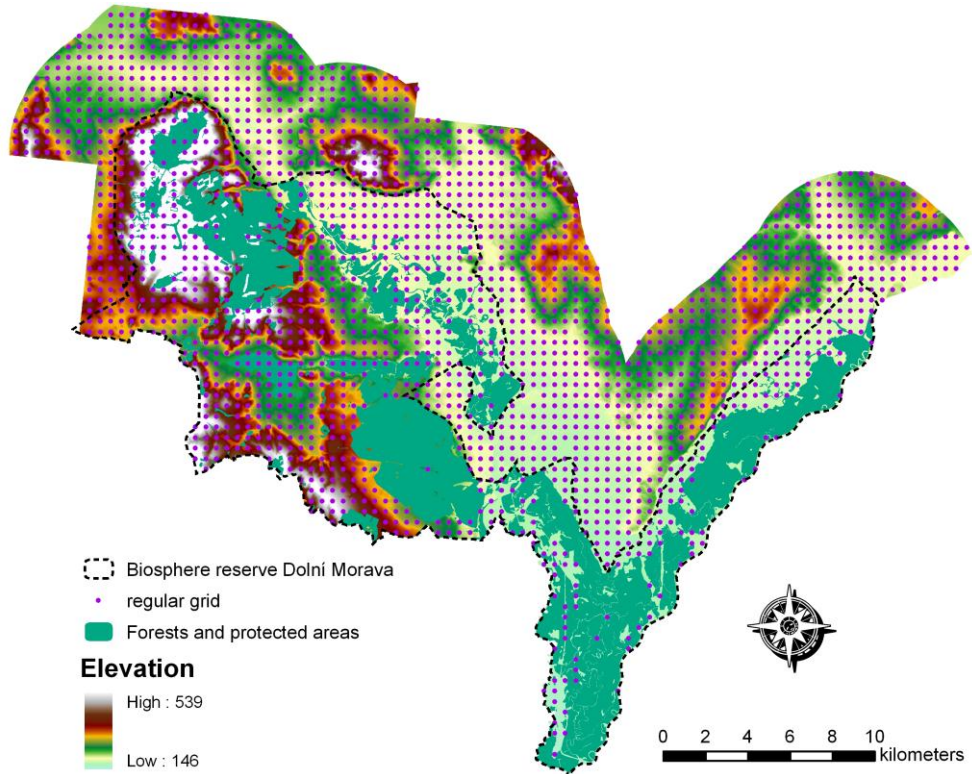 Biosphere reserve Dolní Morava
regular grid
Forests and protected areas
Elevation
High : 539
Low : 146
0 2 4 6 8 10
kilometers